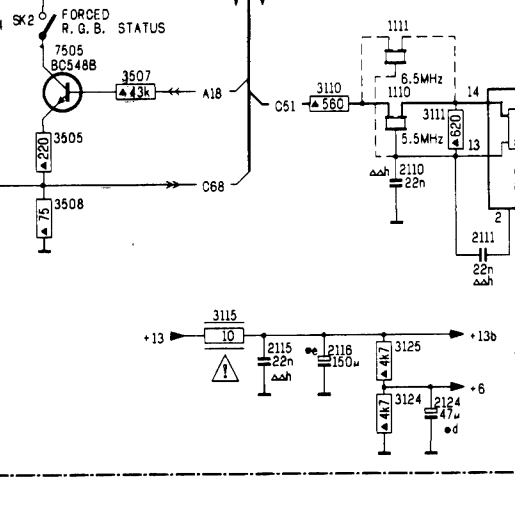 SK2
FORCED
R.G.B. STATUS
7505
BC548B
3507
43k
A18
3505
220
C68
3508
75
1111
6.5MHz
3110
560
C51
1110
14
3111
620
5.5MHz
13
2110
22n
h
2
2111
22n
h
+13
3115
10
!
2115
22n
h
e
2116
150µ
3125
4k7
+13b
+6
3124
4k7
2124
47µ
d